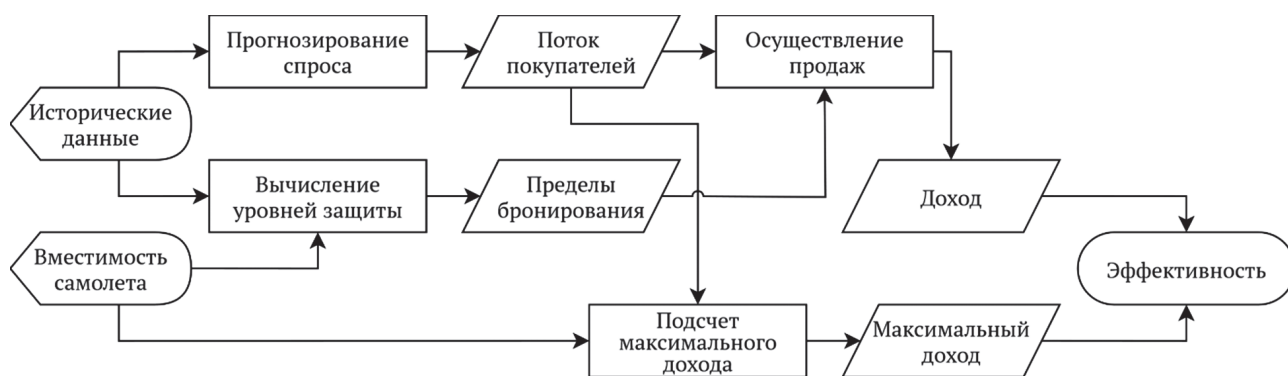 Прогнозирование
спроса
Поток
покупателей
Осуществление
продаж
Исторические
данные
Вычисление
уровней защиты
Пределы
бронирования
Доход
Вместимость
самолета
Эффективность
Подсчет
максимального
дохода
Максимальный
доход